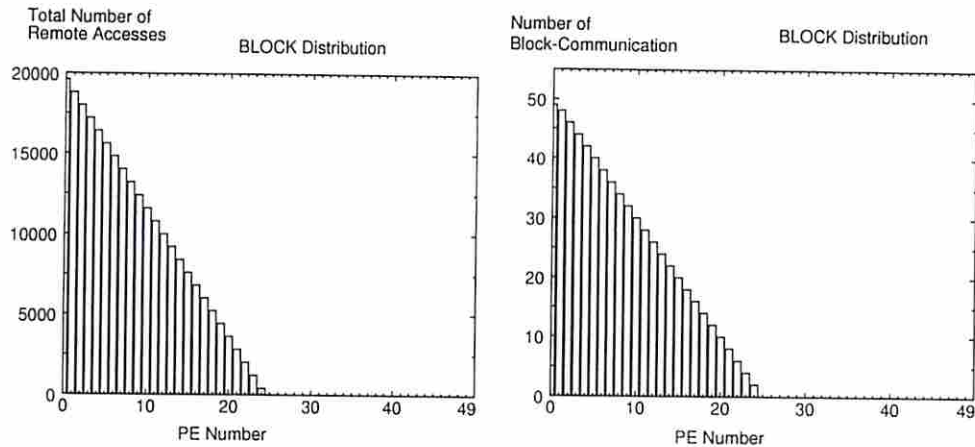 Total Number of
Remote Accesses
BLOCK Distribution
20000
15000
10000
5000
0
0 10 20 30 40 49
PE Number
Number of
Block-Communication
BLOCK Distribution
50
40
30
20
10
0
0 10 20 30 40 49
PE Number